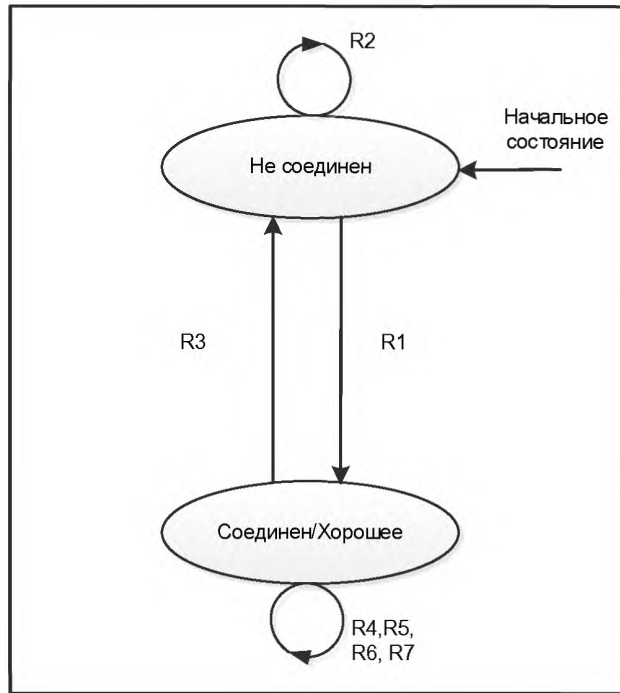 R2
Начальное
состояние
Не соединен
R3
R1
Соединен/Хорошее
R4,R5,
R6, R7